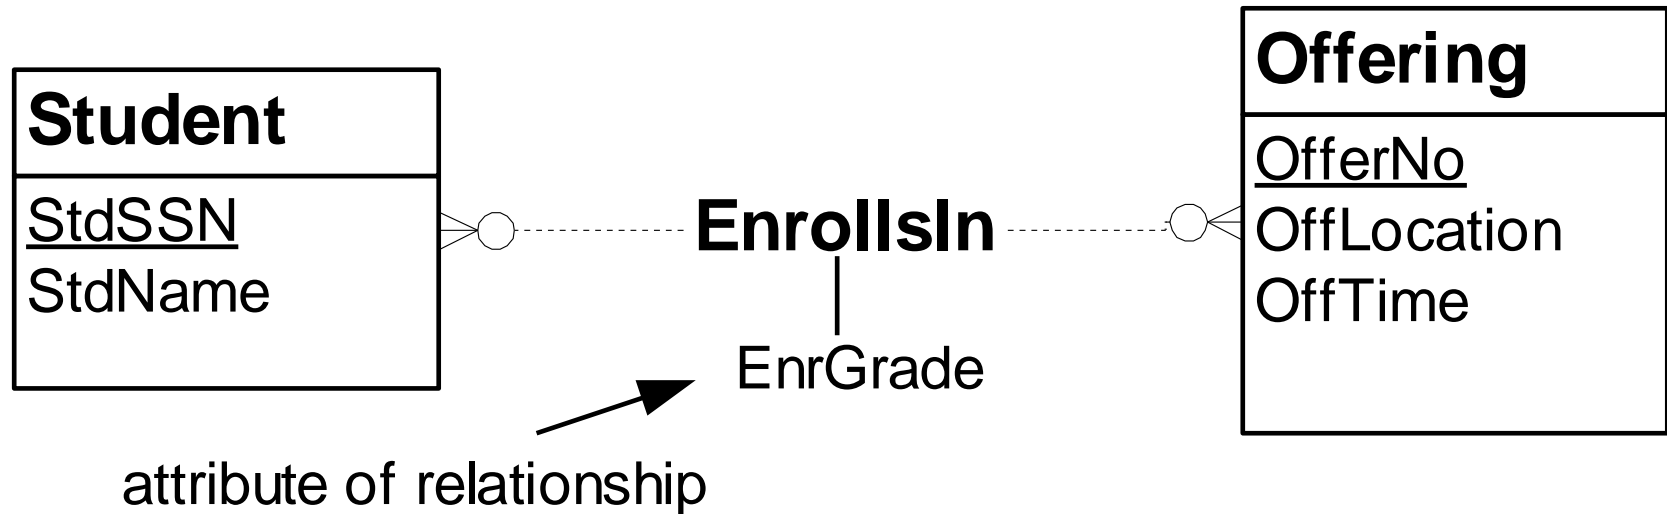 Student
StdSSN
StdName
EnrollsIn
EnrGrade
attribute of relationship
Offering
OfferNo
OffLocation
OffTime